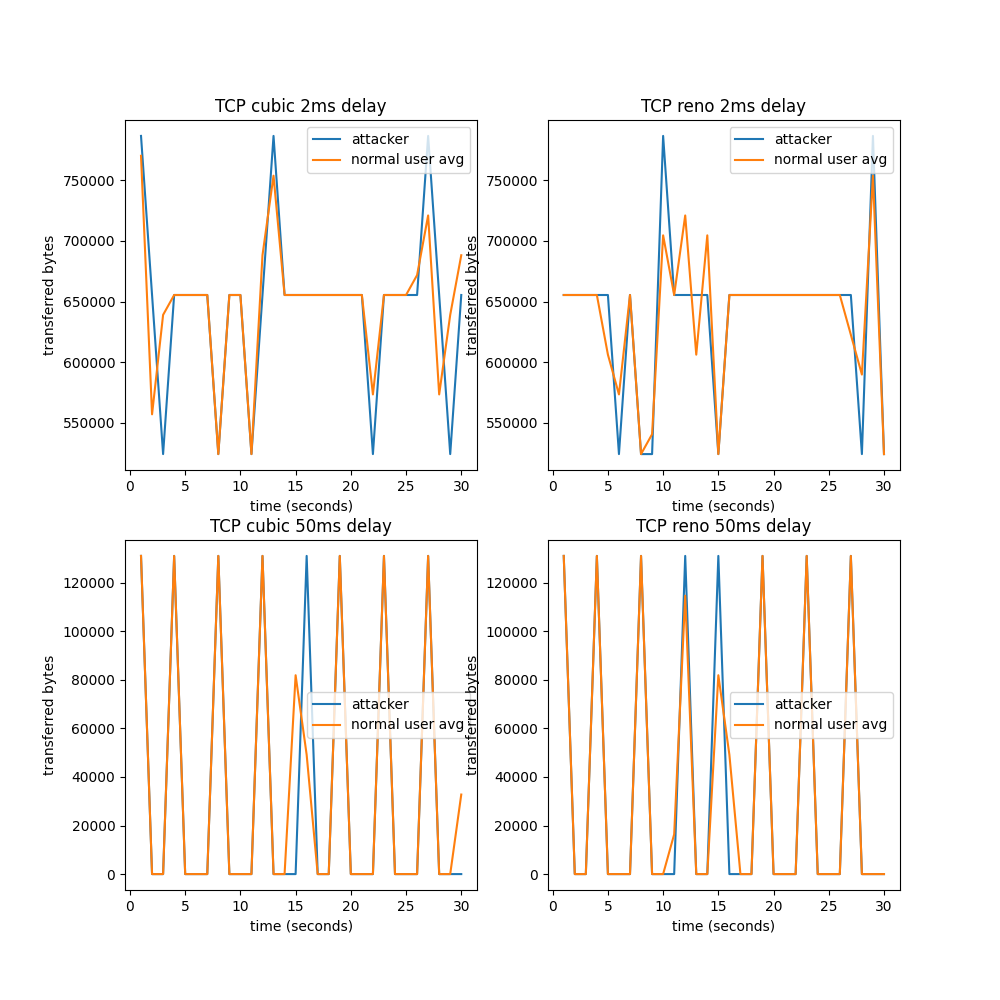 TCP cubic 2ms delay
transferred bytes
750000
700000
650000
600000
550000
attacker
normal user avg
0 5 10 15 20 25 30
time (seconds)
TCP reno 2ms delay
transferred bytes
750000
700000
650000
600000
550000
attacker
normal user avg
0 5 10 15 20 25 30
time (seconds)
TCP cubic 50ms delay
transferred bytes
120000
100000
80000
60000
40000
20000
0
attacker
normal user avg
0 5 10 15 20 25 30
time (seconds)
TCP reno 50ms delay
transferred bytes
120000
100000
80000
60000
40000
20000
0
attacker
normal user avg
0 5 10 15 20 25 30
time (seconds)